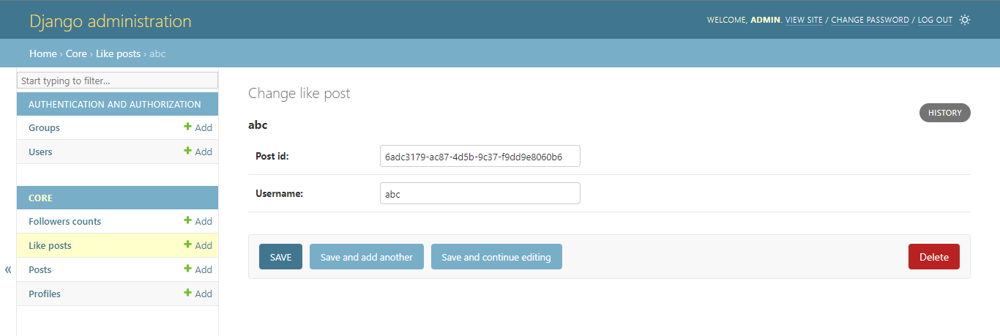 Django administration
WELCOME, ADMIN. VIEW SITE / CHANGE PASSWORD / LOG OUT
Home › Core › Like posts › abc
Start typing to filter...
AUTHENTICATION AND AUTHORIZATION
Groups + Add
Users + Add
CORE
Followers counts + Add
Like posts + Add
Posts + Add
Profiles + Add
«
Change like post
HISTORY
abc
Post id: 6adc3179-ac87-4d5b-9c37-f9dd9e8060b6
Username: abc
SAVE Save and add another Save and continue editing Delete